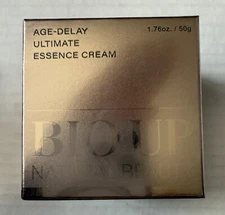 AGE-DELAY
ULTIMATE
ESSENCE CREAM
1.76oz. / 50g
BIO UP